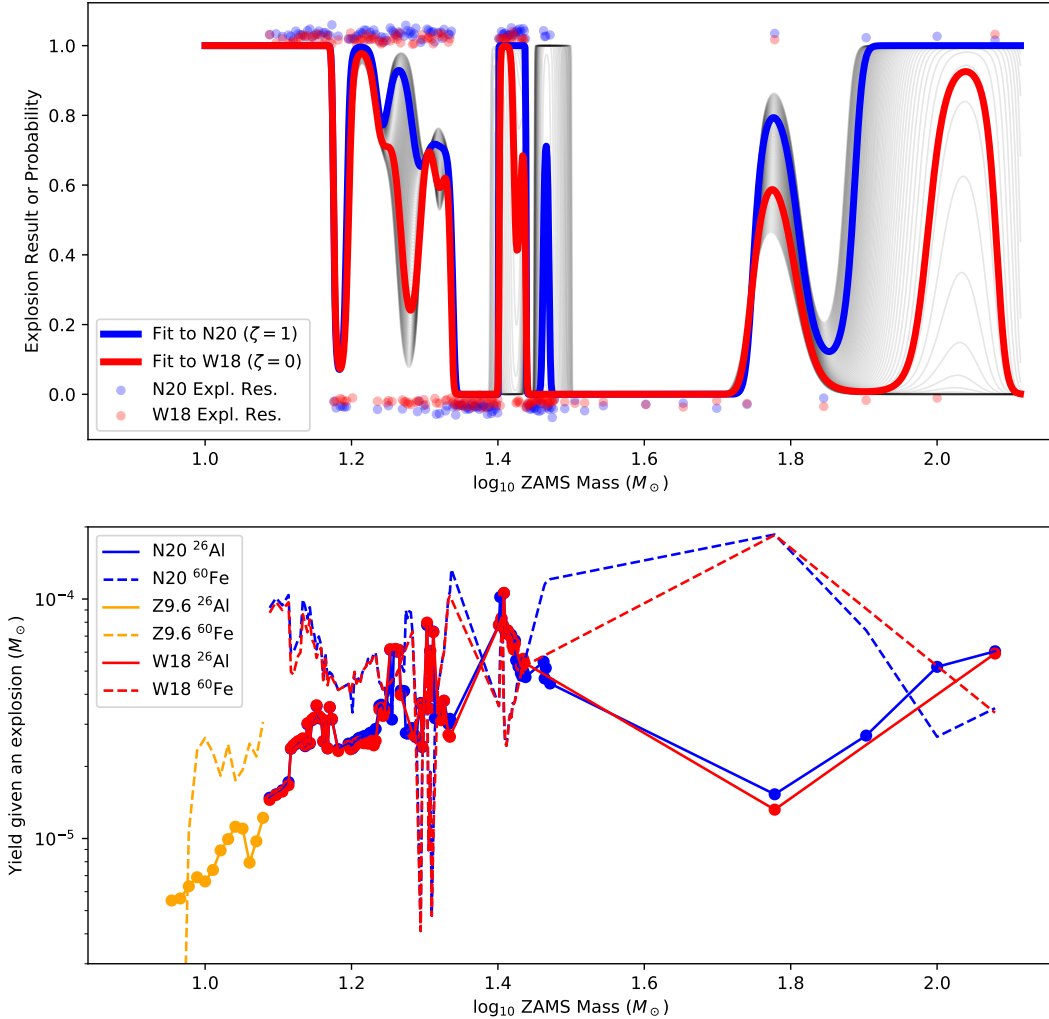 1.0
0.8
0.6
0.4
0.2
0.0
Explosion Result or Probability
Fit to N20 (ζ = 1)
Fit to W18 (ζ = 0)
N20 Expl. Res.
W18 Expl. Res.
1.0 1.2 1.4 1.6 1.8 2.0
log₁₀ ZAMS Mass (M⊙)
10⁻⁴
10⁻⁵
Yield given an explosion (M⊙)
N20 ²⁶Al
N20 ⁶⁰Fe
Z9.6 ²⁶Al
Z9.6 ⁶⁰Fe
W18 ²⁶Al
W18 ⁶⁰Fe
1.0 1.2 1.4 1.6 1.8 2.0
log₁₀ ZAMS Mass (M⊙)